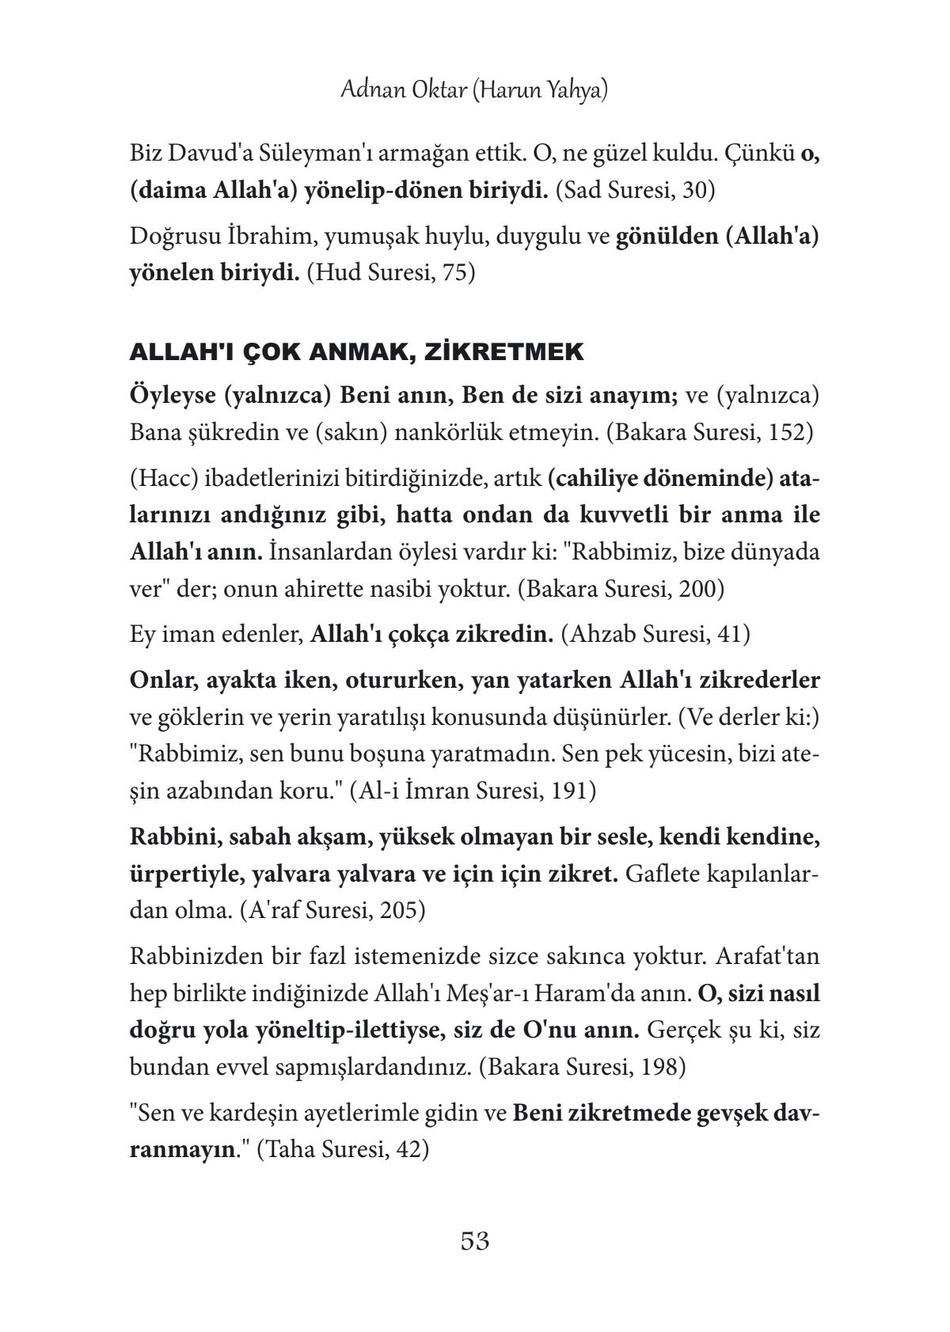 Adnan Oktar (Harun Yahya)
Biz Davud'a Süleyman'ı armağan ettik. O, ne güzel kuldu. Çünkü o,
(daima Allah'a) yönelip-dönen biriydi. (Sad Suresi, 30)
Doğrusu İbrahim, yumuşak huylu, duygulu ve gönülden (Allah'a)
yönelen biriydi. (Hud Suresi, 75)
ALLAH'I ÇOK ANMAK, ZİKRETMEK
Öyleyse (yalnızca) Beni anın, Ben de sizi anayım; ve (yalnızca)
Bana şükredin ve (sakın) nankörlük etmeyin. (Bakara Suresi, 152)
(Hacc) ibadetlerinizi bitirdiğinizde, artık (cahiliye döneminde) ata-
larınızı andığınız gibi, hatta ondan da kuvvetli bir anma ile
Allah'ı anın. İnsanlardan öylesi vardır ki: "Rabbimiz, bize dünyada
ver" der; onun ahirette nasibi yoktur. (Bakara Suresi, 200)
Ey iman edenler, Allah'ı çokça zikredin. (Ahzab Suresi, 41)
Onlar, ayakta iken, otururken, yan yatarken Allah'ı zikrederler
ve göklerin ve yerin yaratılışı konusunda düşünürler. (Ve derler ki:)
"Rabbimiz, sen bunu boşuna yaratmadın. Sen pek yücesin, bizi ate-
şin azabından koru." (Al-i İmran Suresi, 191)
Rabbini, sabah akşam, yüksek olmayan bir sesle, kendi kendine,
ürpertiyle, yalvara yalvara ve için için zikret. Gaflete kapılanlar-
dan olma. (A'raf Suresi, 205)
Rabbinizden bir fazl istemenizde sizce sakınca yoktur. Arafat'tan
hep birlikte indiğinizde Allah'ı Meş'ar-ı Haram'da anın. O, sizi nasıl
doğru yola yöneltip-ilettiyse, siz de O'nu anın. Gerçek şu ki, siz
bundan evvel sapmışlardandınız. (Bakara Suresi, 198)
"Sen ve kardeşin ayetlerimle gidin ve Beni zikretmede gevşek dav-
ranmayın." (Taha Suresi, 42)
53